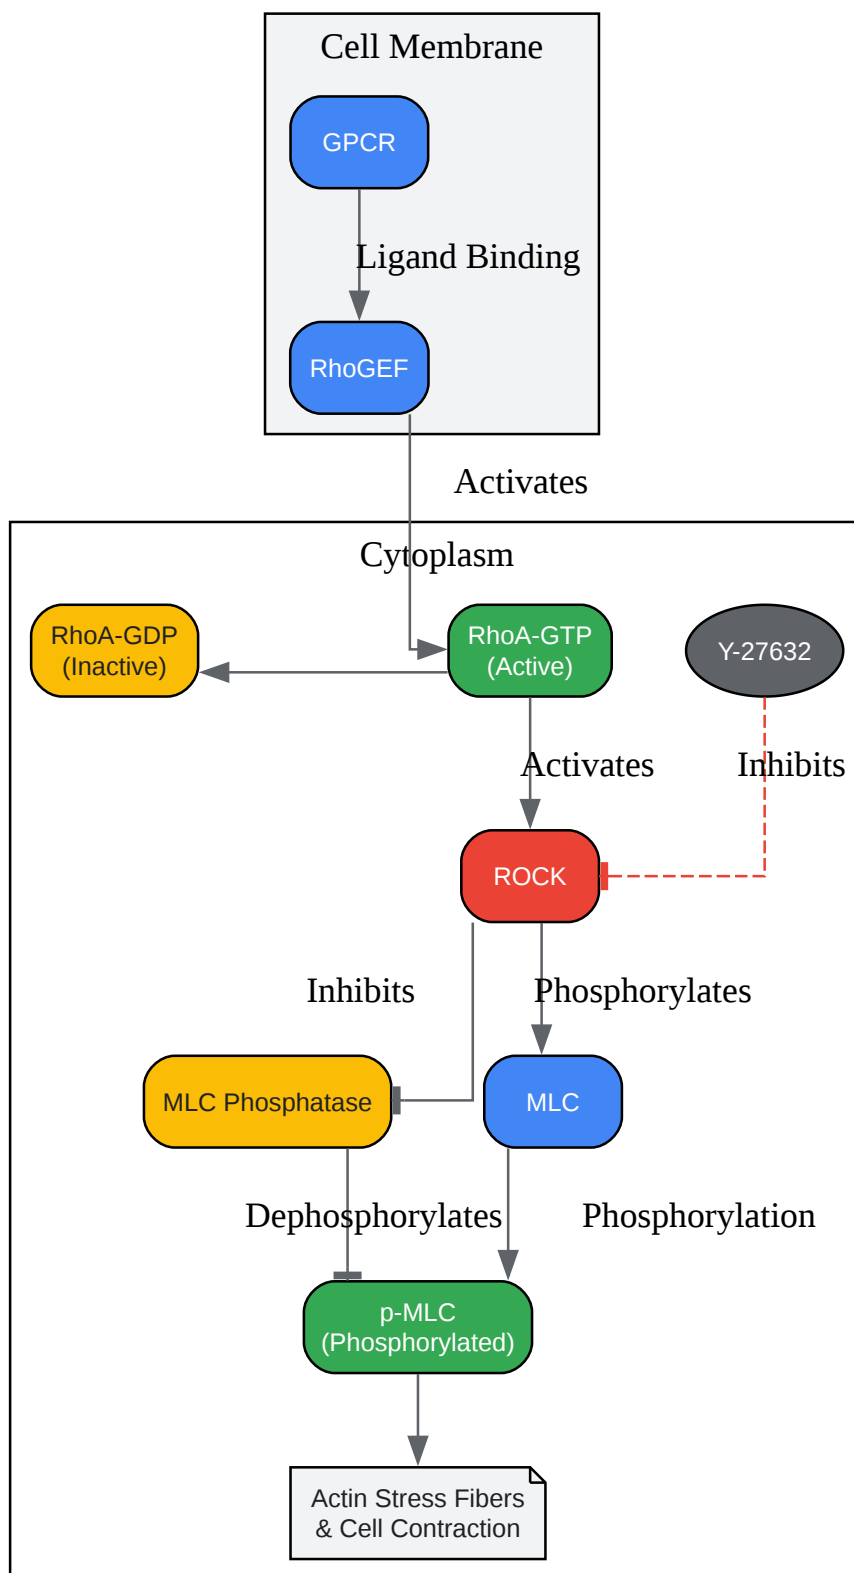 Cell Membrane
GPCR
Ligand Binding
RhoGEF
Activates
Cytoplasm
RhoA-GDP
(Inactive)
RhoA-GTP
(Active)
Y-27632
Activates
Inhibits
ROCK
Inhibits
Phosphorylates
MLC Phosphatase
MLC
Dephosphorylates
Phosphorylation
p-MLC
(Phosphorylated)
Actin Stress Fibers
& Cell Contraction